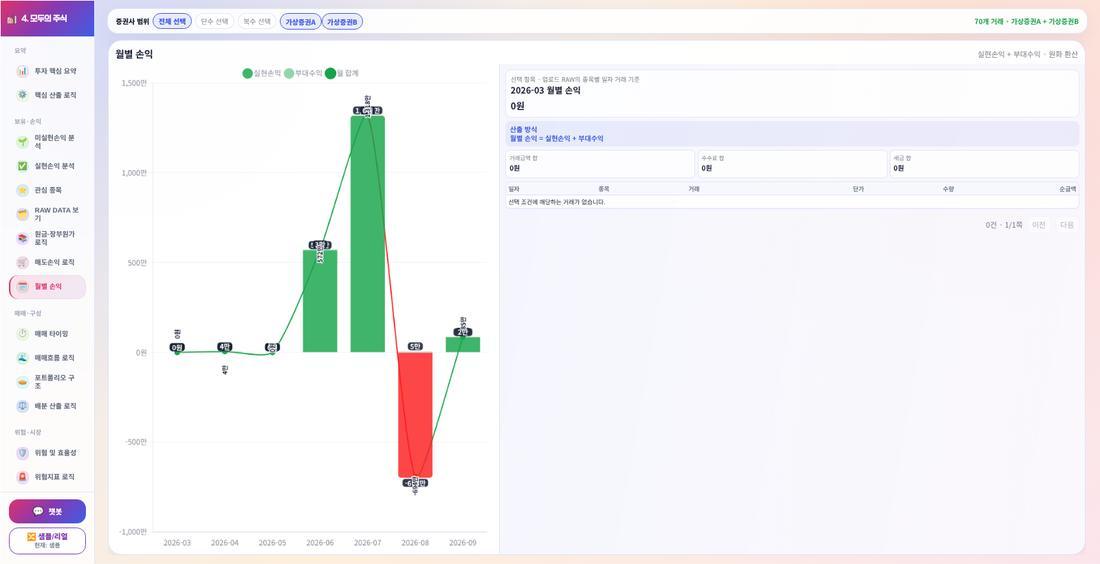 4. 모두의 주식
요약
투자 핵심 요약
핵심 산출 로직
보유·손익
미실현손익 분
석
실현손익 분석
관심 종목
RAW DATA 보
기
원금·장부원가
로직
매도손익 로직
월별 손익
매매·구성
매매 타이밍
매매흐름 로직
포트폴리오 구
조
배분 산출 로직
위험·시장
위험 및 효율성
위험지표 로직
챗봇
샘플/리얼
현재: 샘플
증권사 범위 전체 선택 단수 선택 복수 선택 가상증권A 가상증권B
70개 거래 · 가상증권A + 가상증권B
월별 손익
실현손익 + 부대수익 · 원화 환산
실현손익 부대수익 월 합계
1,500만
1,000만
500만
0원
-500만
-1,000만
0원
0원
4만
4만
5만
2026-03 2026-04 2026-05 2026-06 2026-07 2026-08 2026-09
선택 항목 · 업로드 RAW의 종목별 일자 거래 기준
2026-03 월별 손익
0원
산출 방식
월별 손익 = 실현손익 + 부대수익
거래금액 합
0원
수수료 합
0원
세금 합
0원
일자 종목 거래 단가 수량 순금액
선택 조건에 해당하는 거래가 없습니다.
0건 · 1/1쪽 이전 다음